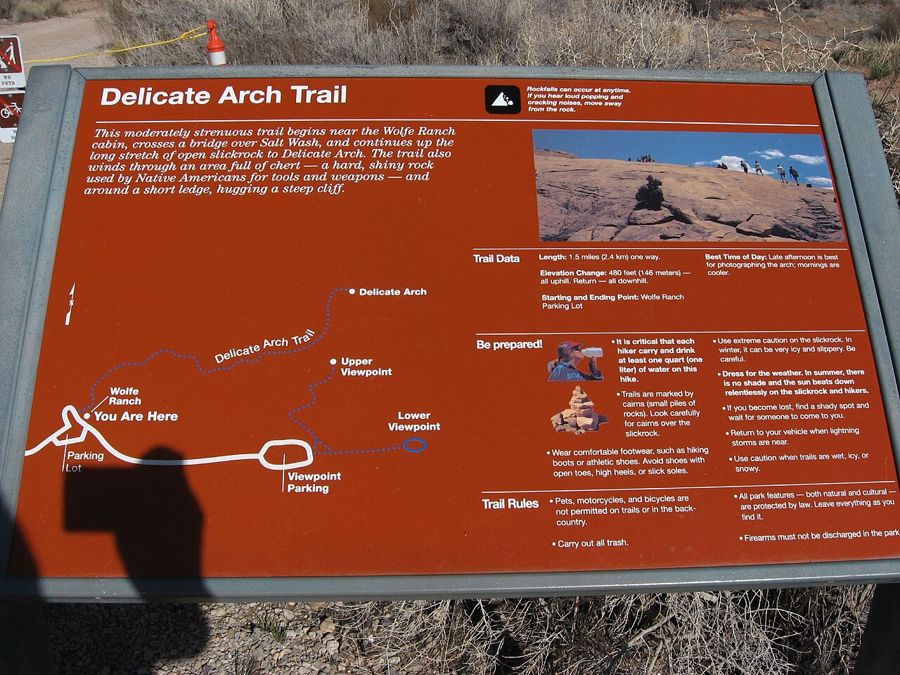 NO
PETS
Delicate Arch Trail
This moderately strenuous trail begins near the Wolfe Ranch
cabin, crosses a bridge over Salt Wash, and continues up the
long stretch of open slickrock to Delicate Arch. The trail also
winds through an area full of chert — a hard, shiny rock
used by Native Americans for tools and weapons — and
around a short ledge, hugging a steep cliff.
Rockfalls can occur at anytime.
If you hear loud popping and
cracking noises, move away
from the rock.
Delicate Arch
Delicate Arch Trail
Upper
Viewpoint
Wolfe
Ranch
You Are Here
Lower
Viewpoint
Parking
Lot
Viewpoint
Parking
Trail Data
Length: 1.5 miles (2.4 km) one way.
Elevation Change: 480 feet (146 meters) —
all uphill. Return — all downhill.
Starting and Ending Point: Wolfe Ranch
Parking Lot
Best Time of Day: Late afternoon is best
for photographing the arch; mornings are
cooler.
Be prepared!
• It is critical that each
hiker carry and drink
at least one quart (one
liter) of water on this
hike.
• Trails are marked by
cairns (small piles of
rocks). Look carefully
for cairns over the
slickrock.
• Wear comfortable footwear, such as hiking
boots or athletic shoes. Avoid shoes with
open toes, high heels, or slick soles.
• Use extreme caution on the slickrock. In
winter, it can be very icy and slippery. Be
careful.
• Dress for the weather. In summer, there
is no shade and the sun beats down
relentlessly on the slickrock and hikers.
• If you become lost, find a shady spot and
wait for someone to come to you.
• Return to your vehicle when lightning
storms are near.
• Use caution when trails are wet, icy, or
snowy.
Trail Rules
• Pets, motorcycles, and bicycles are
not permitted on trails or in the back-
country.
• Carry out all trash.
• All park features — both natural and cultural —
are protected by law. Leave everything as you
find it.
• Firearms must not be discharged in the park